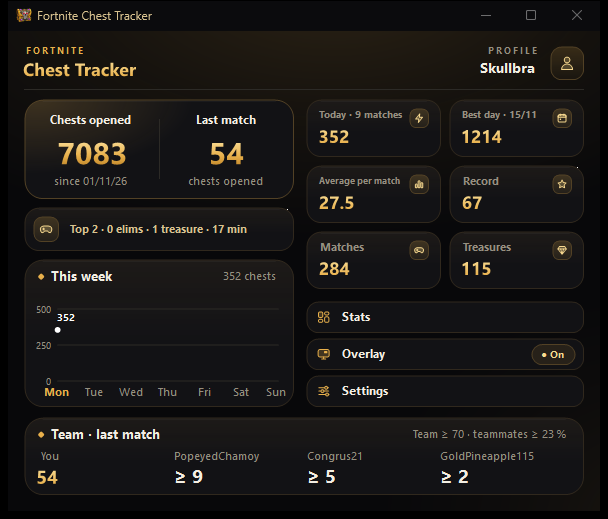 Fortnite Chest Tracker
FORTNITE
Chest Tracker
PROFILE
Skullbra
Chests opened
7083
since 01/11/26
Last match
54
chests opened
Today · 9 matches
352
Best day · 15/11
1214
Average per match
27.5
Record
67
Matches
284
Treasures
115
Top 2 · 0 elims · 1 treasure · 17 min
This week
352 chests
500
352
250
0
Mon Tue Wed Thu Fri Sat Sun
Stats
Overlay
• On
Settings
Team · last match
Team ≥ 70 · teammates ≥ 23 %
You PopeyedChamoy Congrus21 GoldPineapple115
54 ≥ 9 ≥ 5 ≥ 2